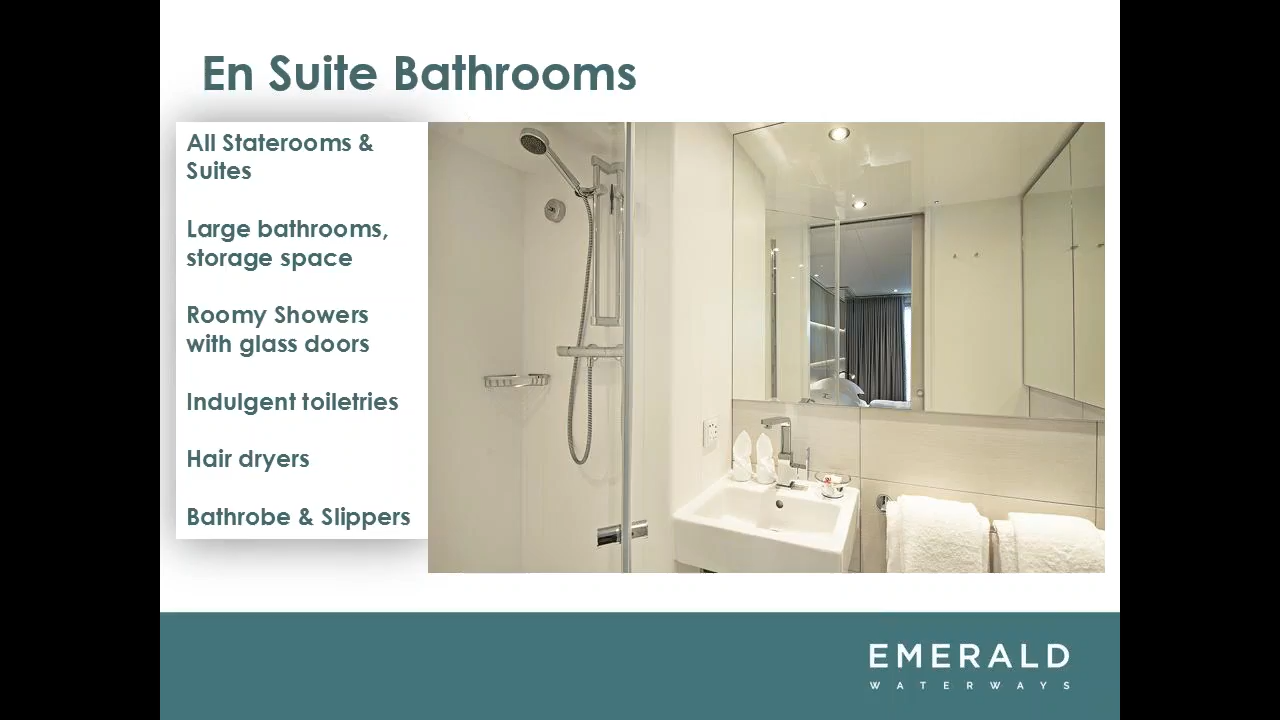 En Suite Bathrooms
All Staterooms &
Suites
Large bathrooms,
storage space
Roomy Showers
with glass doors
Indulgent toiletries
Hair dryers
Bathrobe & Slippers
EMERALD
WATERWAYS